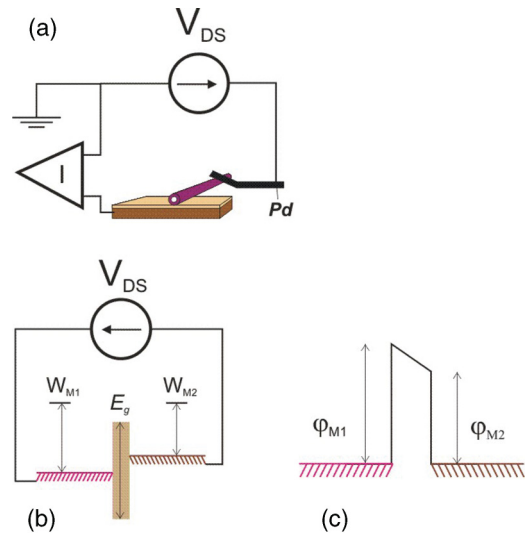 (a)
V_DS
I
Pd
V_DS
W_M1
E_g
W_M2
φ_M1
φ_M2
(b)
(c)